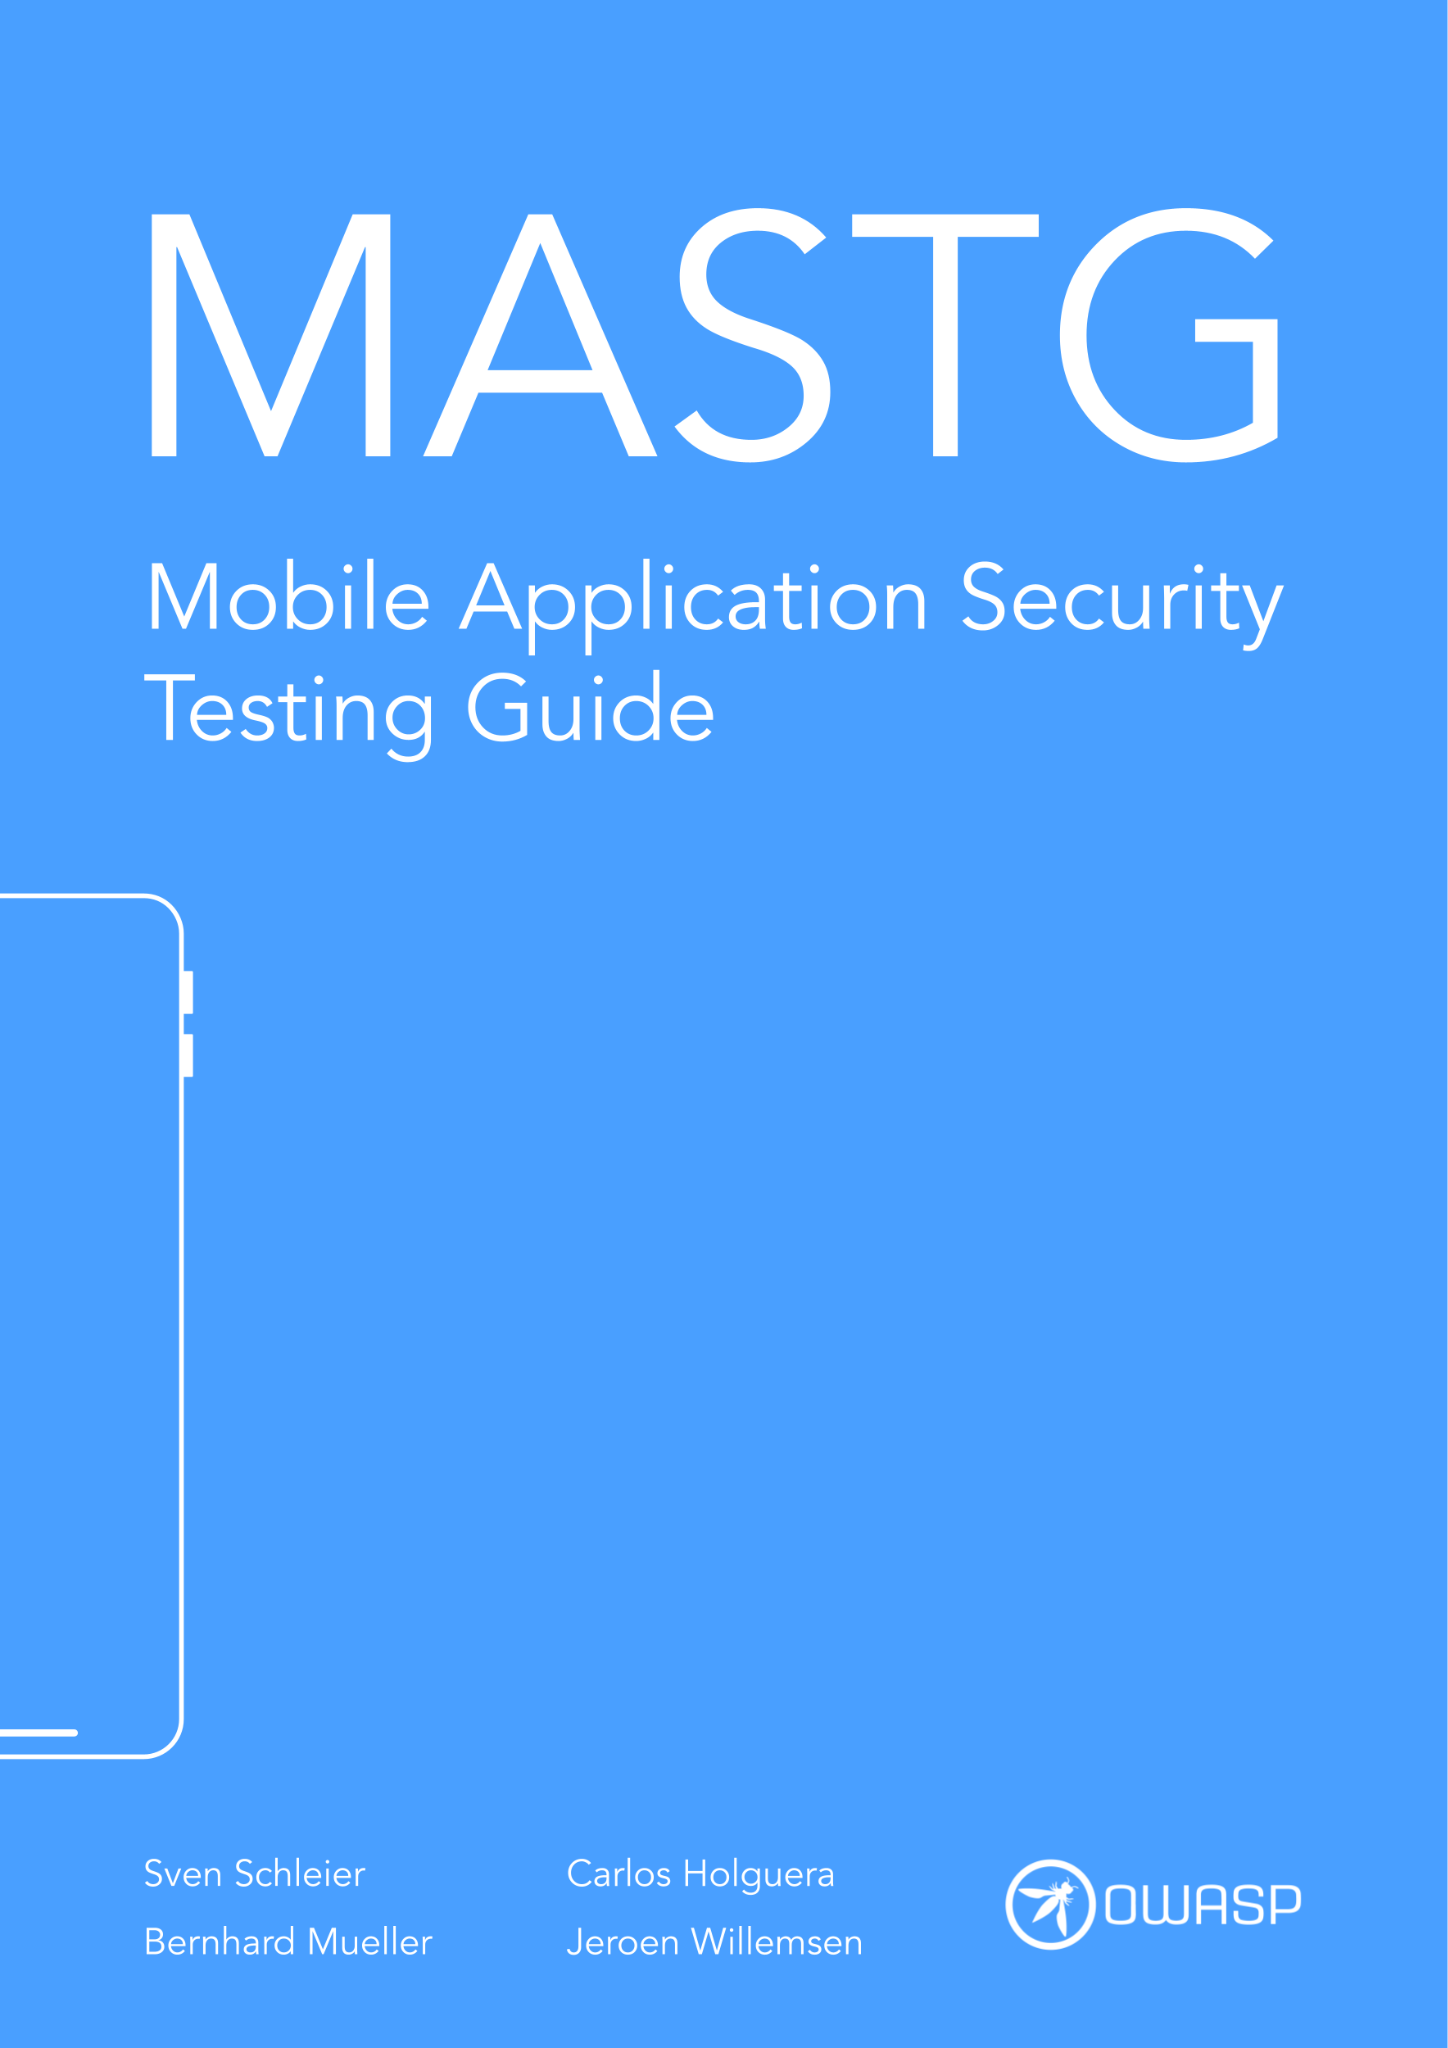 MASTG
Mobile Application Security
Testing Guide
Sven Schleier
Carlos Holguera
Bernhard Mueller
Jeroen Willemsen
OWASP